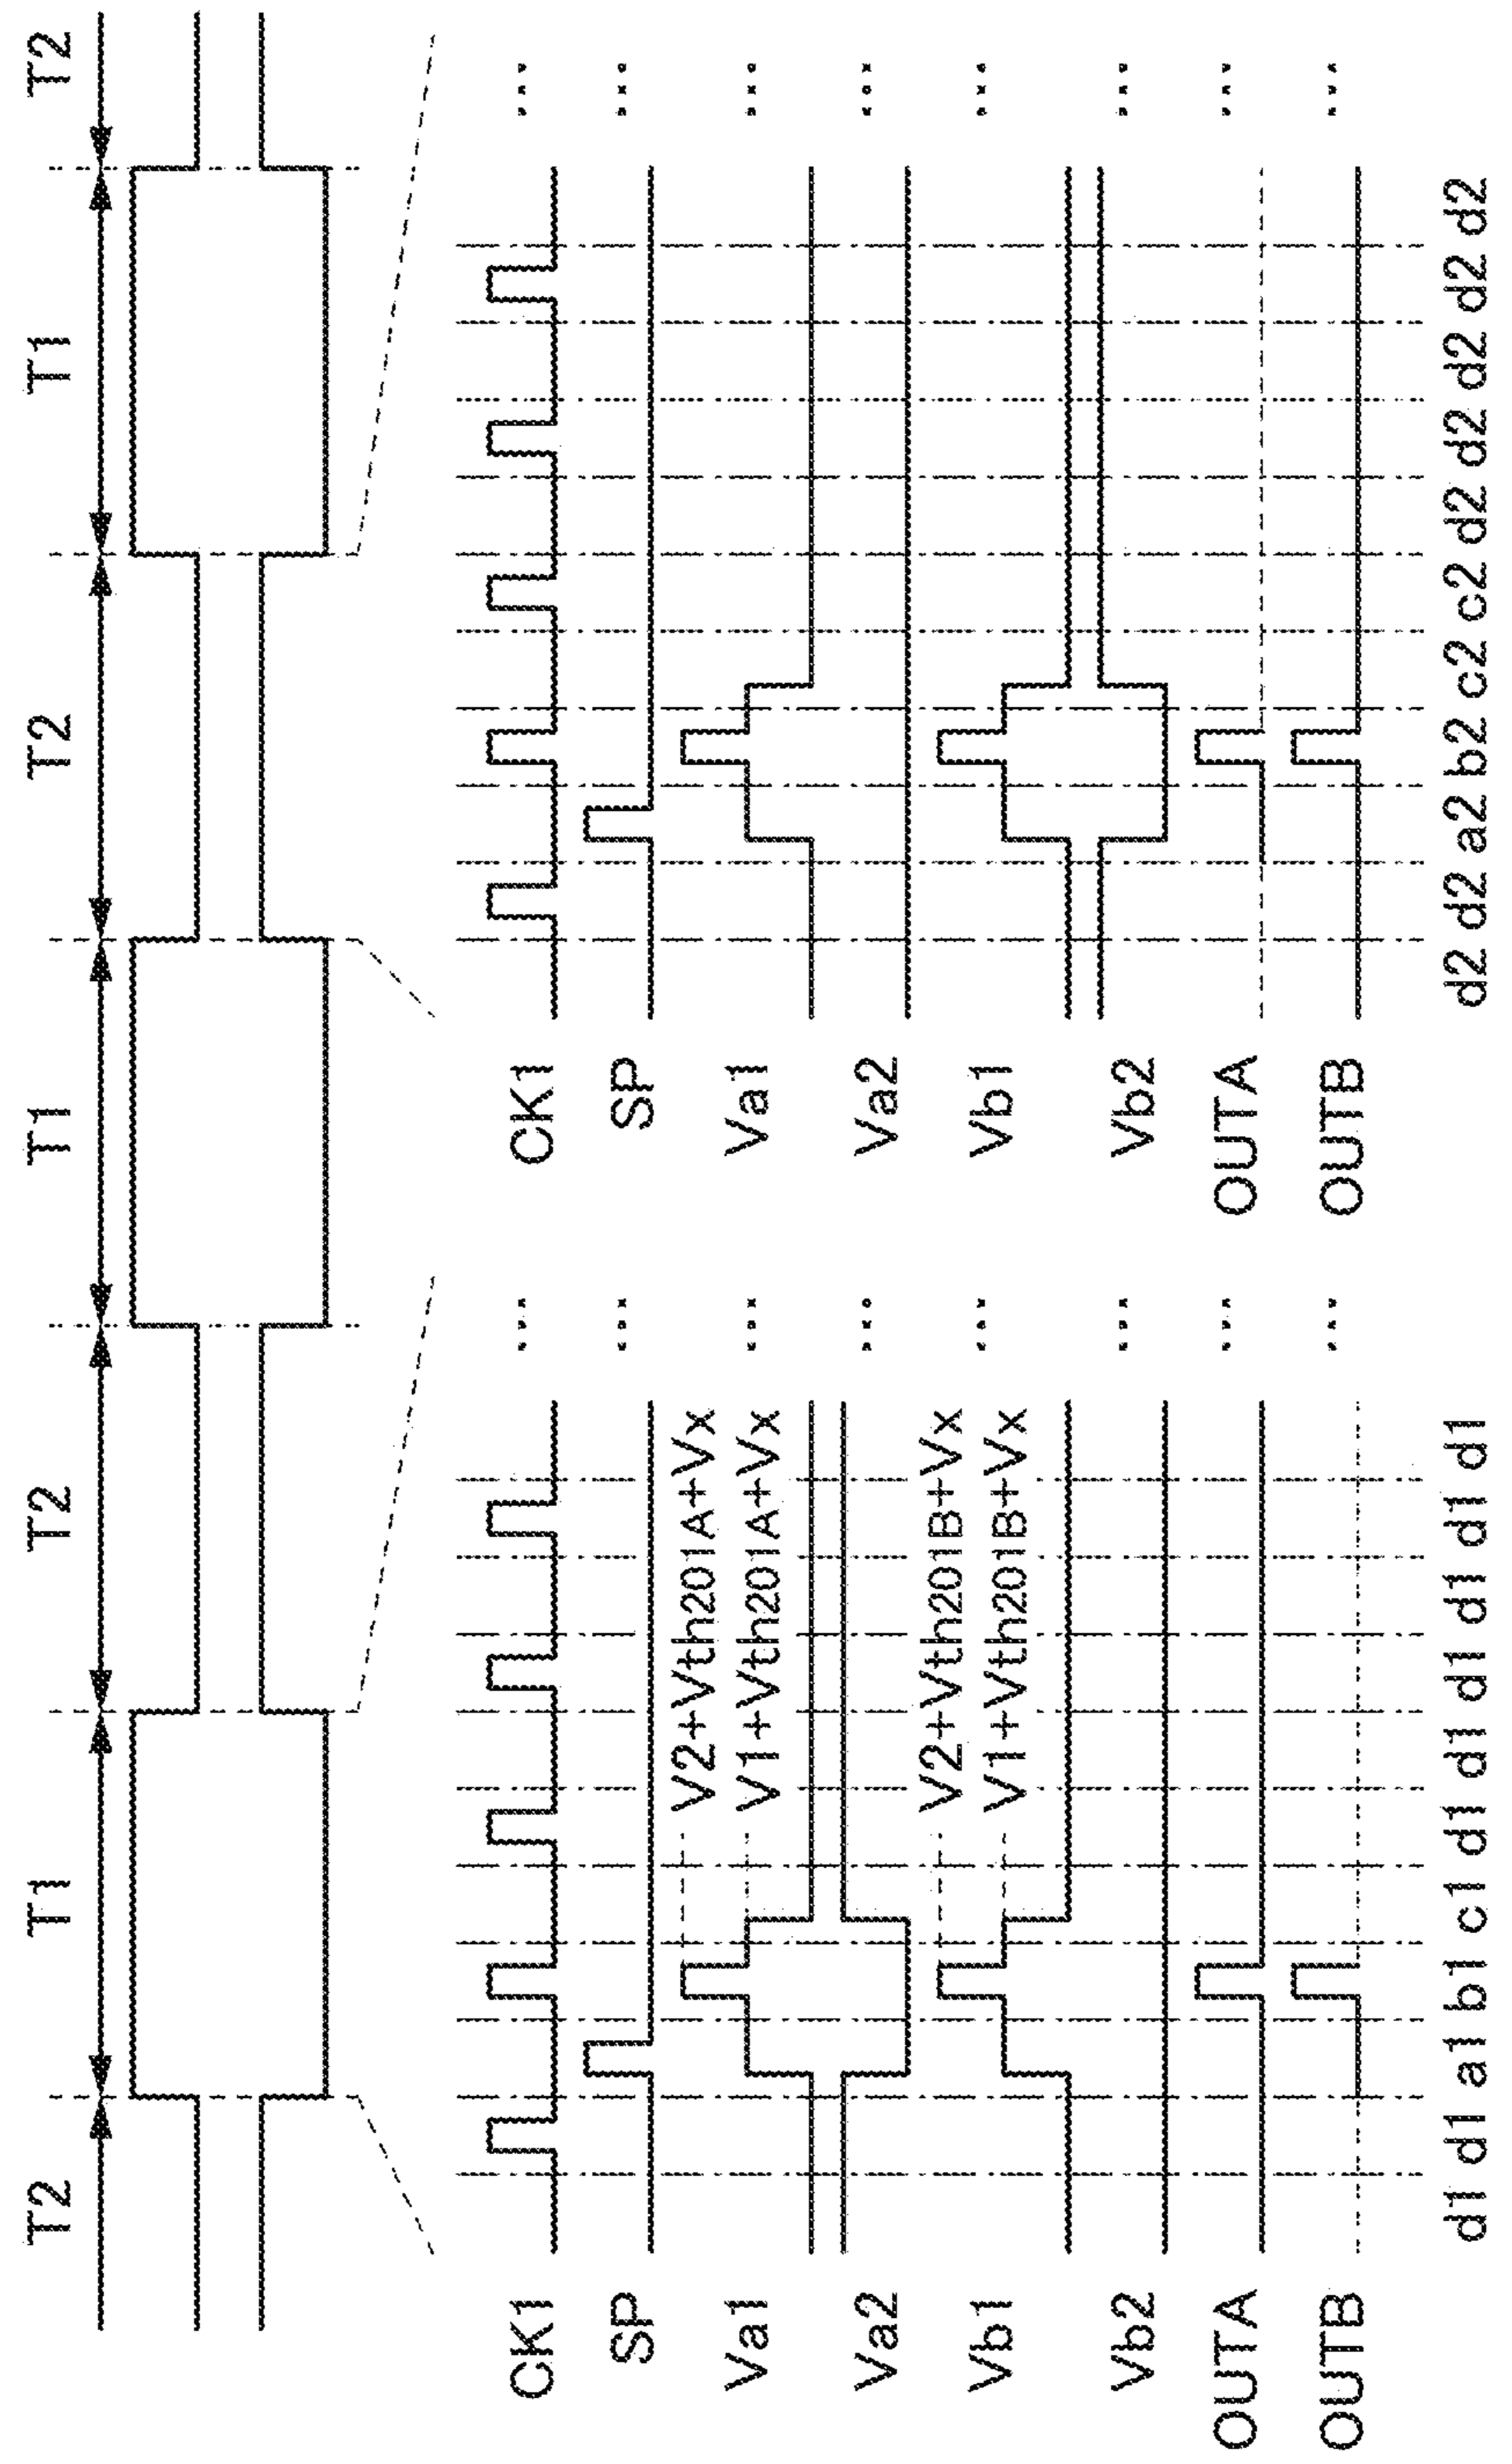 T2 T1 T2 T1 T2 T1 T2
CK1
SP
V2+Vth201A+Vx
Va1
V1+Vth201A+Vx
Va2
V2+Vth201B+Vx
Vb1
V1+Vth201B+Vx
Vb2
OUTA
OUTB
d1 d1 a1 b1 c1 d1 d1 d1 d1 d1 d1
CK1
SP
Va1
Va2
Vb1
Vb2
OUTA
OUTB
d2 d2 a2 b2 c2 c2 d2 d2 d2 d2 d2